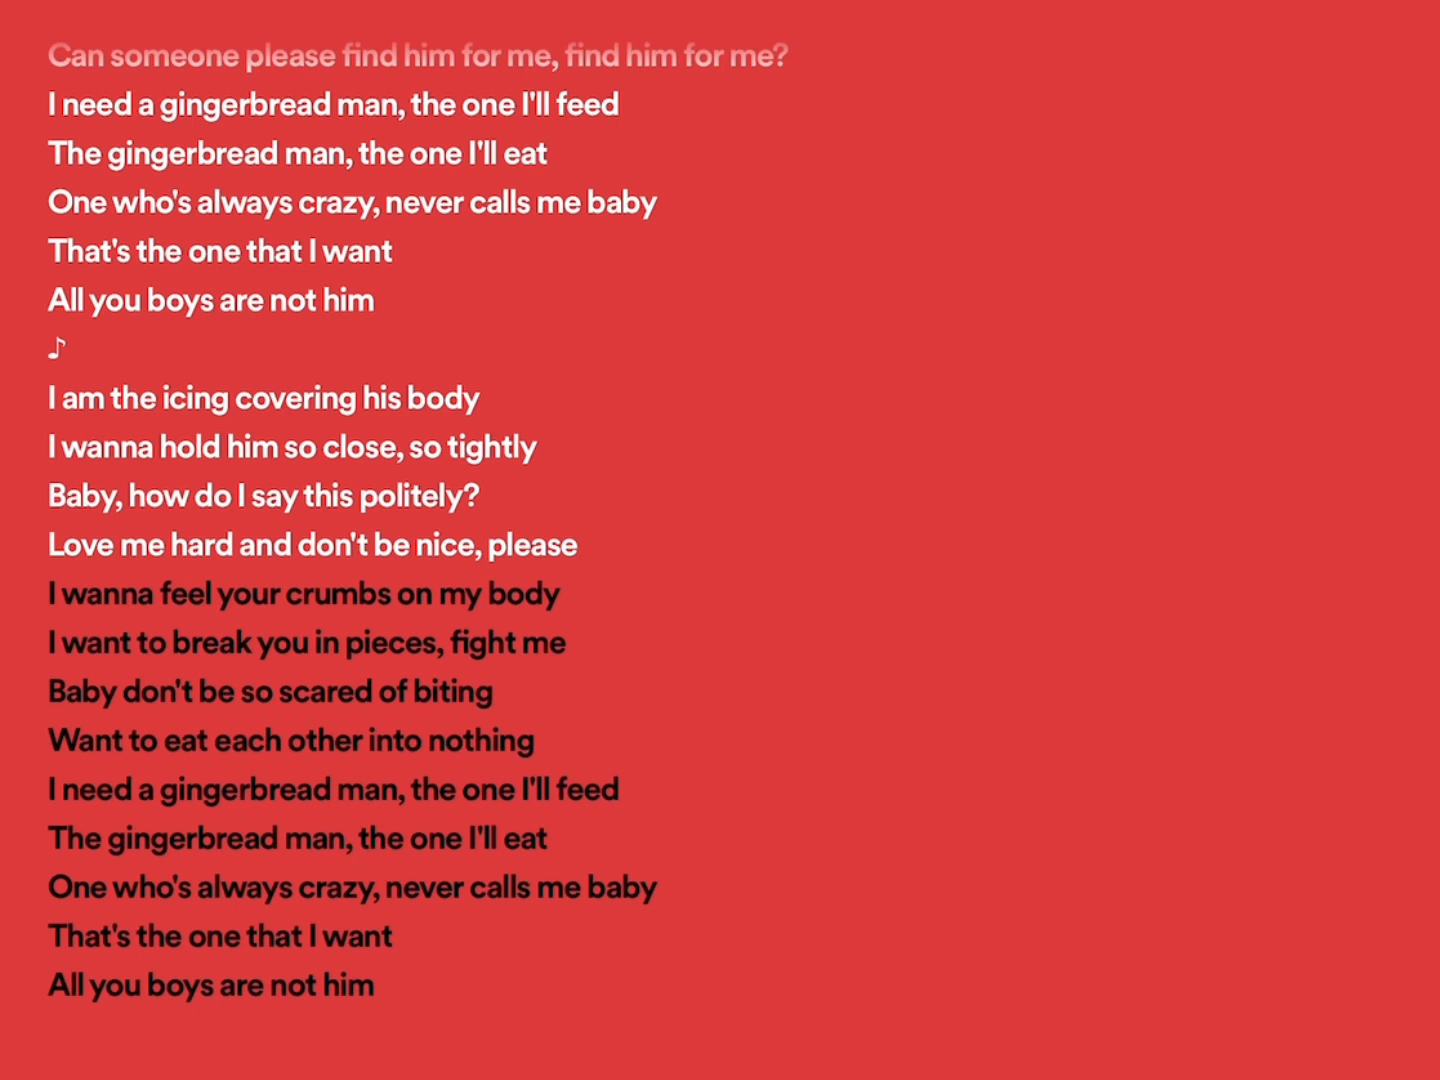 Can someone please find him for me, find him for me?
I need a gingerbread man, the one I'll feed
The gingerbread man, the one I'll eat
One who's always crazy, never calls me baby
That's the one that I want
All you boys are not him
♪
I am the icing covering his body
I wanna hold him so close, so tightly
Baby, how do I say this politely?
Love me hard and don't be nice, please
I wanna feel your crumbs on my body
I want to break you in pieces, fight me
Baby don't be so scared of biting
Want to eat each other into nothing
I need a gingerbread man, the one I'll feed
The gingerbread man, the one I'll eat
One who's always crazy, never calls me baby
That's the one that I want
All you boys are not him